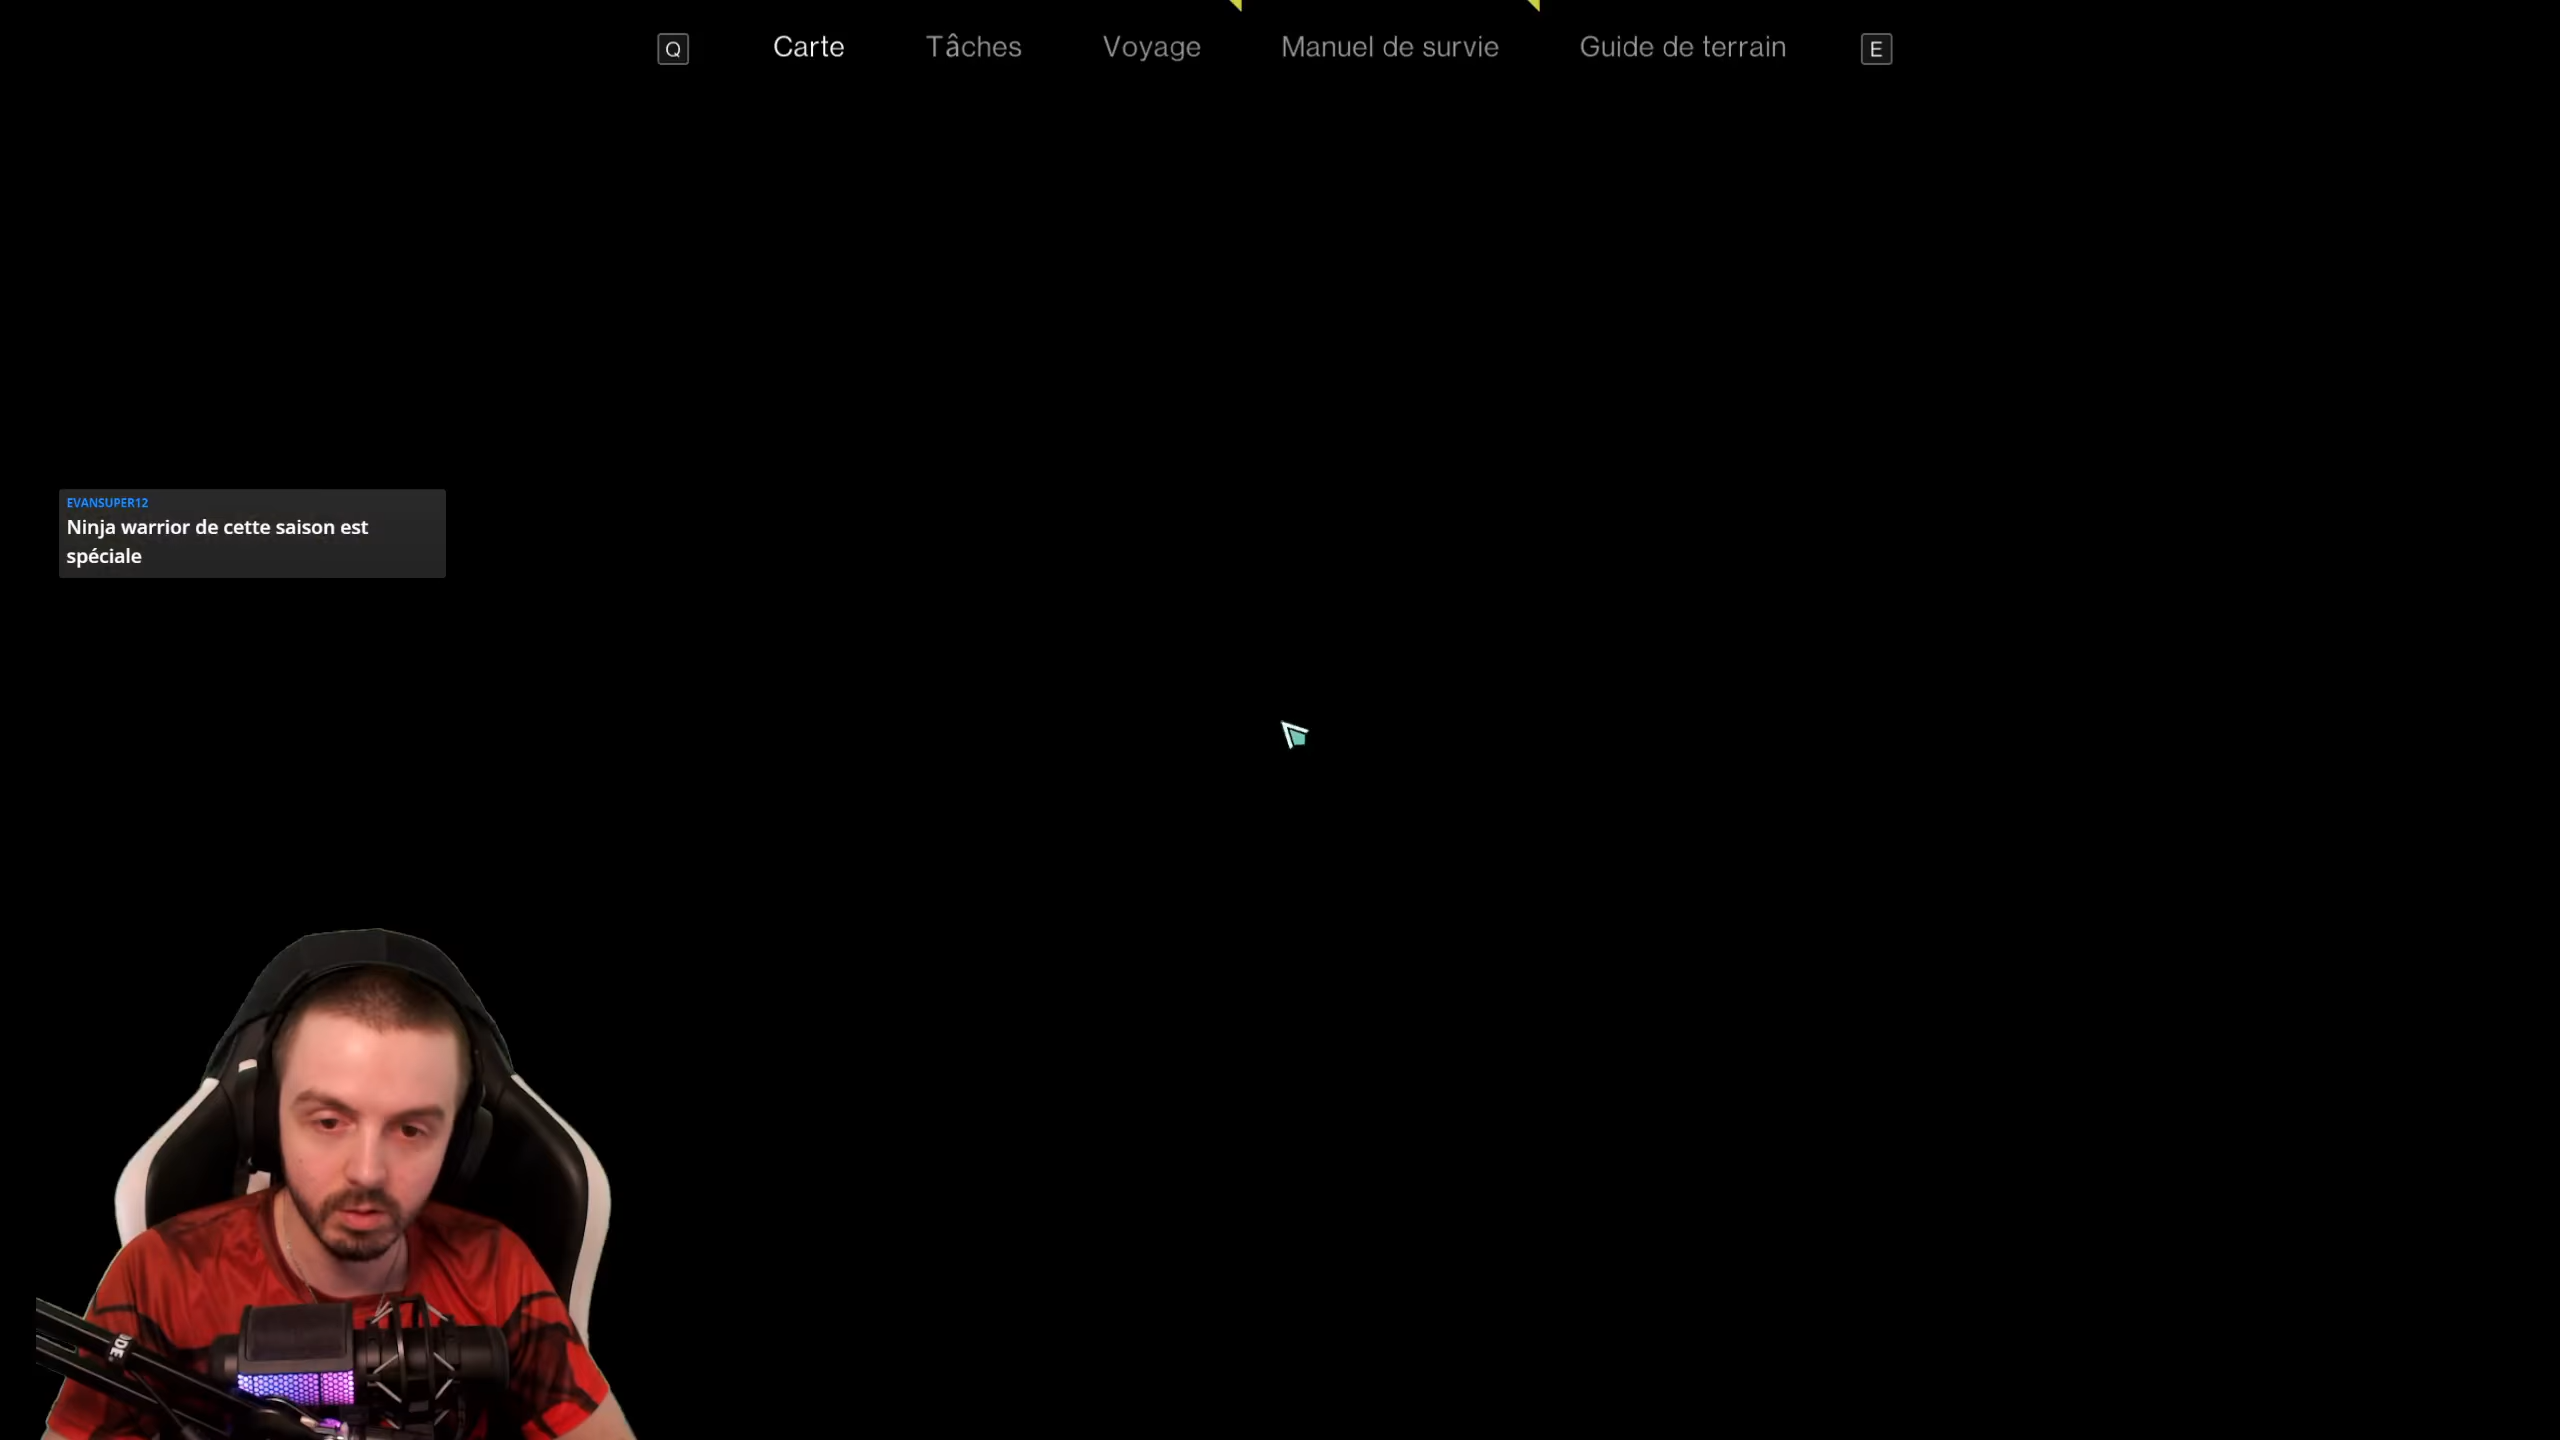 Q Carte Tâches Voyage Manuel de survie Guide de terrain E
EVANSUPER12
Ninja warrior de cette saison est
spéciale